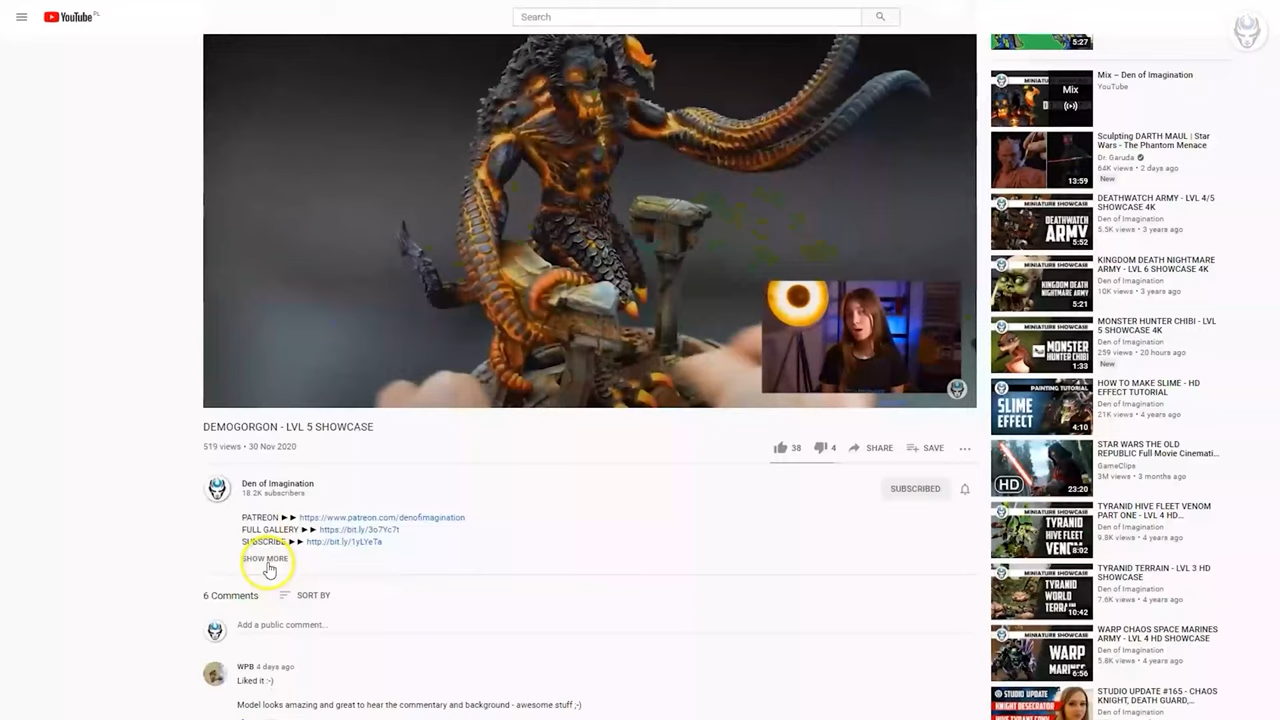 YouTube PL
Search
5:27
MINIATU
Mix
Mix – Den of Imagination
YouTube
13:59
Sculpting DARTH MAUL | Star
Wars - The Phantom Menace
Dr. Garuda
64K views • 2 days ago
New
MINIATURE SHOWCASE
DEATHWATCH
ARMY
5:52
DEATHWATCH ARMY - LVL 4/5
SHOWCASE 4K
Den of Imagination
5.5K views • 3 years ago
MINIATURE SHOWCASE
KINGDOM DEATH
NIGHTMARE
ARMY
5:21
KINGDOM DEATH NIGHTMARE
ARMY - LVL 6 SHOWCASE 4K
Den of Imagination
10K views • 3 years ago
MINIATURE SHOWCASE
MONSTER
HUNTER CHIBI
1:33
MONSTER HUNTER CHIBI - LVL
5 SHOWCASE 4K
Den of Imagination
259 views • 20 hours ago
New
PAINTING TUTORIAL
SLIME
EFFECT
4:10
HOW TO MAKE SLIME - HD
EFFECT TUTORIAL
Den of Imagination
21K views • 4 years ago
HD
23:20
STAR WARS THE OLD
REPUBLIC Full Movie Cinemati...
GameClips
3M views • 3 months ago
MINIATURE SHOWCASE
TYRANID
HIVE FLEET
8:02
TYRANID HIVE FLEET VENOM
PART ONE - LVL 4 HD...
Den of Imagination
9.8K views • 4 years ago
MINIATURE SHOWCASE
TYRANID
WORLD
10:42
TYRANID TERRAIN - LVL 3 HD
SHOWCASE
Den of Imagination
7.6K views • 4 years ago
MINIATURE SHOWCASE
WARP
6:56
WARP CHAOS SPACE MARINES
ARMY - LVL 4 HD SHOWCASE
Den of Imagination
5.8K views • 4 years ago
STUDIO UPDATE
KNIGHT DESECRATOR
STUDIO UPDATE #165 - CHAOS
KNIGHT, DEATH GUARD,...
Den of Imagination
DEMOGORGON - LVL 5 SHOWCASE
519 views • 30 Nov 2020
38
4
SHARE
SAVE
Den of Imagination
18.2K subscribers
SUBSCRIBED
PATREON ►► https://www.patreon.com/denofimagination
FULL GALLERY ►► https://bit.ly/3o7Yc7t
SUBSCRIBE ►► http://bit.ly/1yLYeTa
SHOW MORE
6 Comments
SORT BY
Add a public comment...
WPB 4 days ago
Liked it :-)
Model looks amazing and great to hear the commentary and background - awesome stuff ;-)